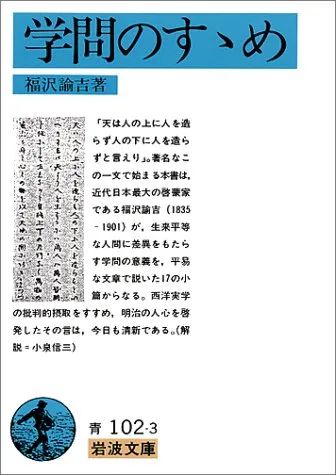 学問のすゝめ
福沢諭吉著
「天は人の上に人を造
らず人の下に人を造ら
ずと言えり」。著名なこ
の一文で始まる本書は，
近代日本最大の啓蒙家
である福沢諭吉（1835
‐1901）が，生来平等
な人間に差異をもたら
す学問の意義を，平易
な文章で説いた17の小
篇からなる。西洋実学
の批判的摂取をすすめ，明治の人心を啓
発したその言は，今日も清新である。（解
説＝小泉信三）
青 102-3
岩波文庫